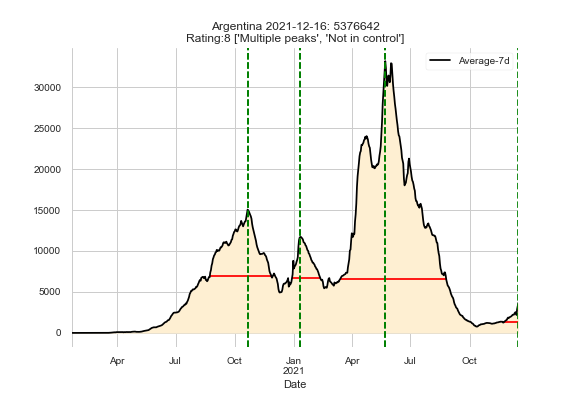 Argentina 2021-12-16: 5376642
Rating:8 ['Multiple peaks', 'Not in control']
Average-7d
30000
25000
20000
15000
10000
5000
0
Apr Jul Oct Jan Apr Jul Oct
2021
Date